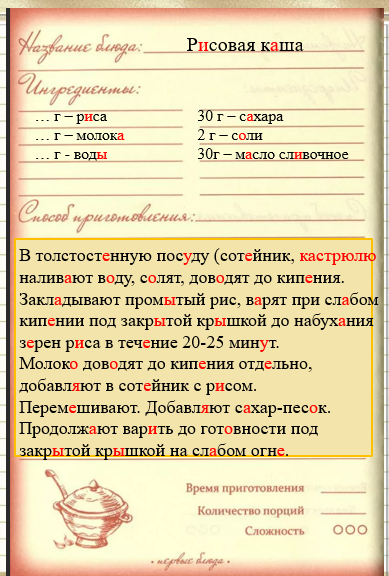 Название блюда: Рисовая каша
Ингредиенты:
… г – риса 30 г – сахара
… г – молока 2 г – соли
… г - воды 30г – масло сливочное
Способ приготовления:
В толстостенную посуду (сотейник, кастрюлю
наливают воду, солят, доводят до кипения.
Закладывают промытый рис, варят при слабом
кипении под закрытой крышкой до набухания
зерен риса в течение 20-25 минут.
Молоко доводят до кипения отдельно,
добавляют в сотейник с рисом.
Перемешивают. Добавляют сахар-песок.
Продолжают варить до готовности под
закрытой крышкой на слабом огне.
Время приготовления
Количество порций
Сложность
• первые блюда •